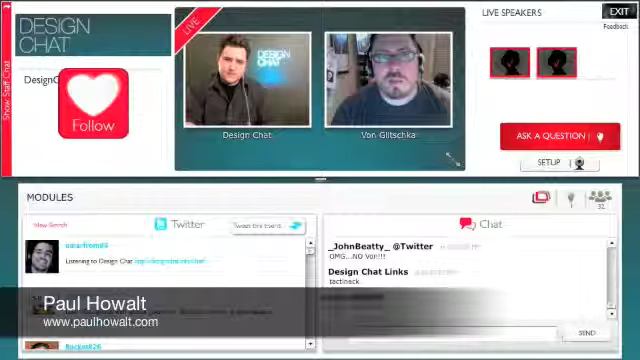 Show Staff Chat
DESIGN
CHAT
Follow
LIVE
DESIGN
CHAT
Design Chat
Von Glitschka
LIVE SPEAKERS
EXIT
Feedback
ASK A QUESTION
SETUP
MODULES
32
New Search
Twitter
Tweet this Event
Listening to Design Chat
Chat
_JohnBeatty_ @Twitter
OMG...NO Von!!!
Design Chat Links
tactineck
SEND
Paul Howalt
www.paulhowalt.com